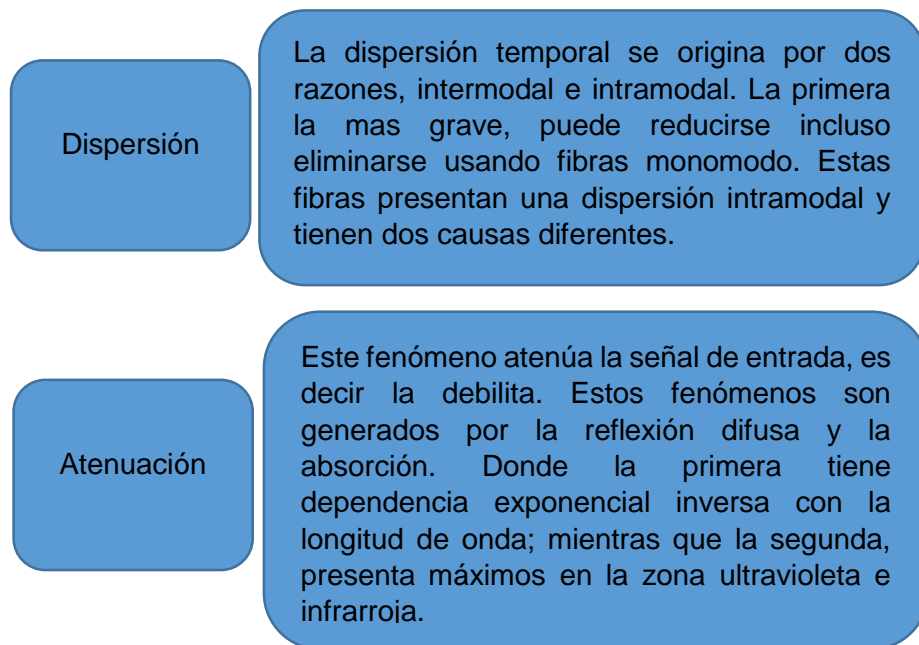 Dispersión
La dispersión temporal se origina por dos
razones, intermodal e intramodal. La primera
la mas grave, puede reducirse incluso
eliminarse usando fibras monomodo. Estas
fibras presentan una dispersión intramodal y
tienen dos causas diferentes.
Atenuación
Este fenómeno atenúa la señal de entrada, es
decir la debilita. Estos fenómenos son
generados por la reflexión difusa y la
absorción. Donde la primera tiene
dependencia exponencial inversa con la
longitud de onda; mientras que la segunda,
presenta máximos en la zona ultravioleta e
infrarroja.